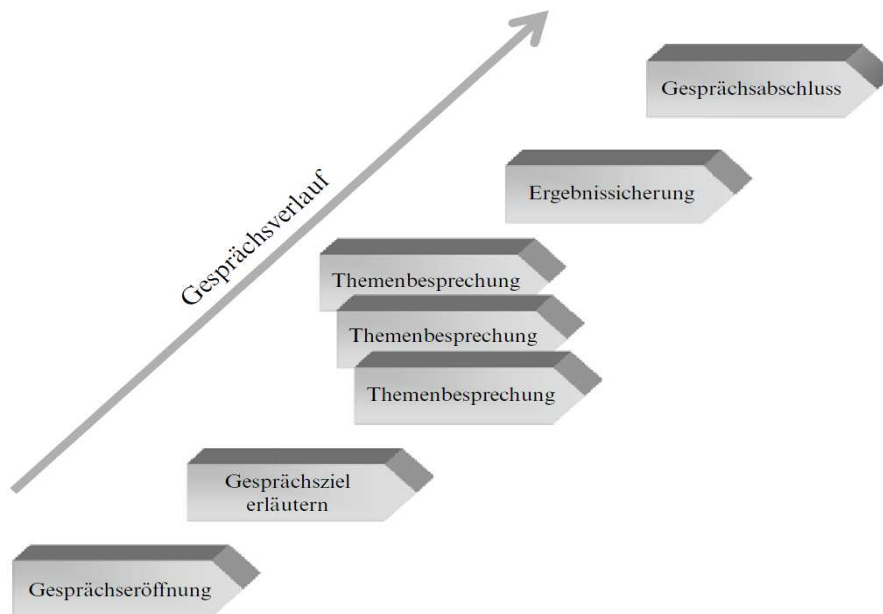 Gesprächsabschluss
Gesprächsverlauf
Ergebnissicherung
Themenbesprechung
Themenbesprechung
Themenbesprechung
Gesprächsziel
erläutern
Gesprächseröffnung